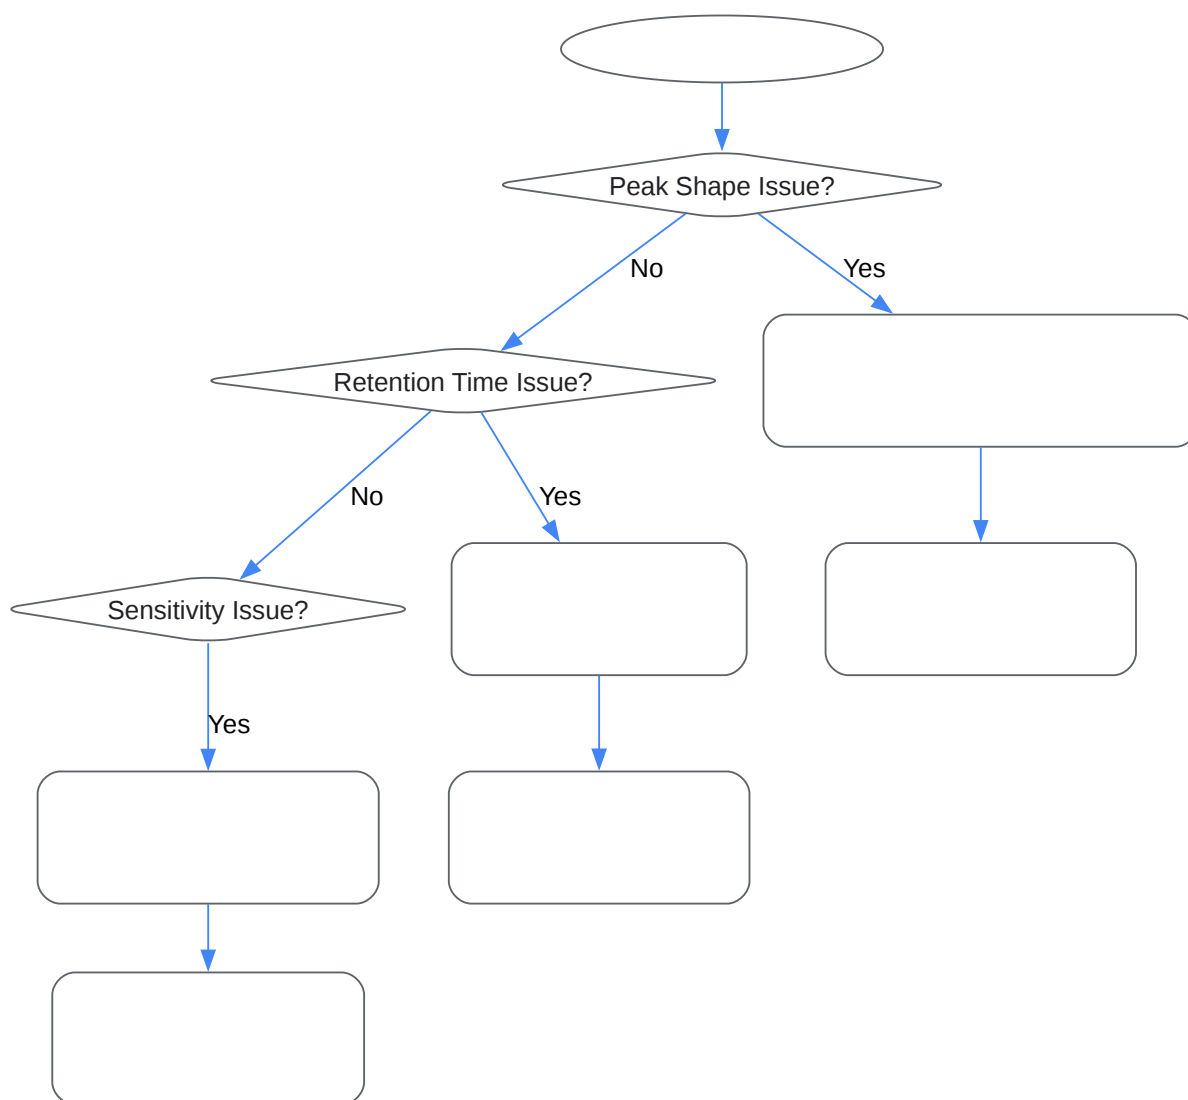 Peak Shape Issue?
No
Yes
Retention Time Issue?
No
Yes
Sensitivity Issue?
Yes